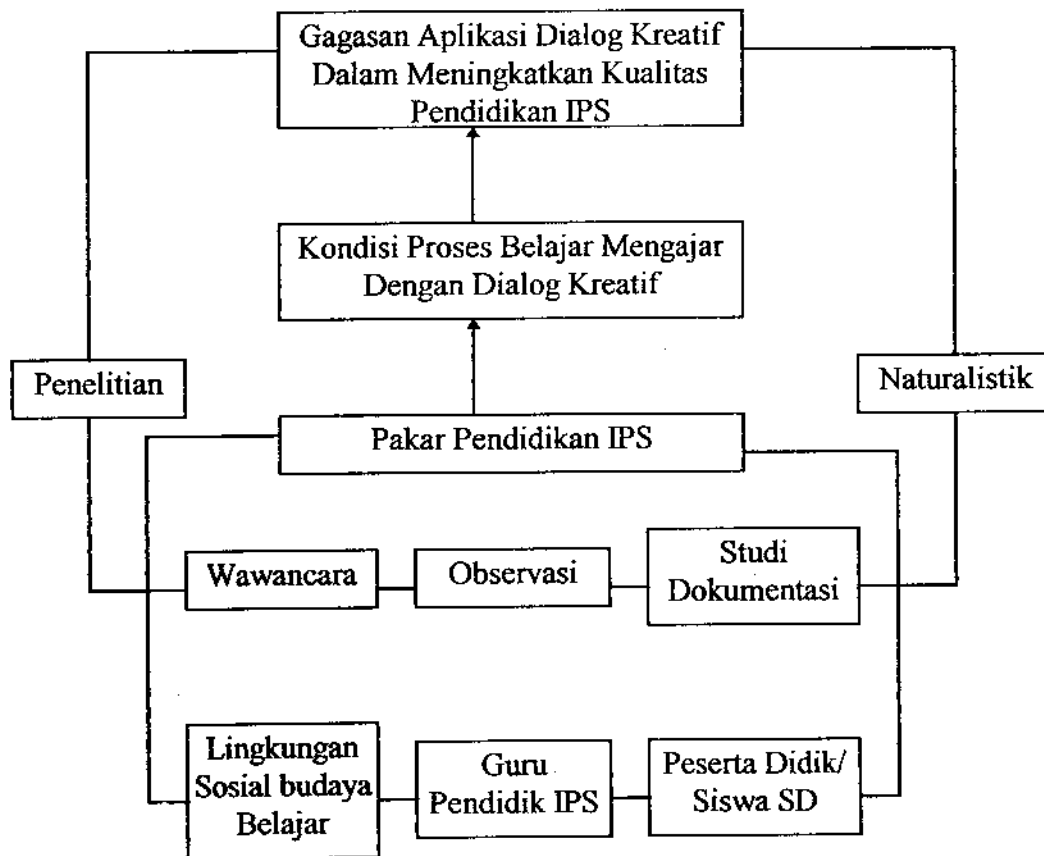 Gagasan Aplikasi Dialog Kreatif
Dalam Meningkatkan Kualitas
Pendidikan IPS
Kondisi Proses Belajar Mengajar
Dengan Dialog Kreatif
Penelitian
Naturalistik
Pakar Pendidikan IPS
Wawancara
Observasi
Studi
Dokumentasi
Lingkungan
Sosial budaya
Belajar
Guru
Pendidik IPS
Peserta Didik/
Siswa SD